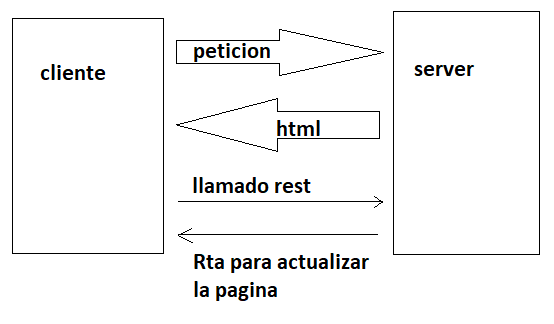 cliente
peticion
server
html
llamado rest
Rta para actualizar
la pagina